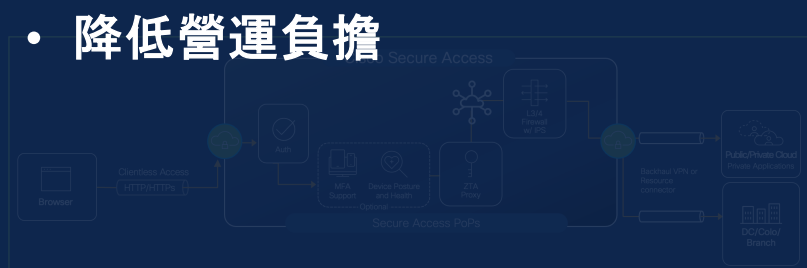 • 降低營運負擔
Secure Access
L3/4
Firewall
w/ IPS
Auth
Clientless Access
HTTP/HTTPs
Browser
MFA
Support
Device Posture
and Health
Optional
ZTA
Proxy
Secure Access PoPs
Public/Private Cloud
Private Applications
Backhaul VPN or
Resource
connector
DC/Colo/
Branch